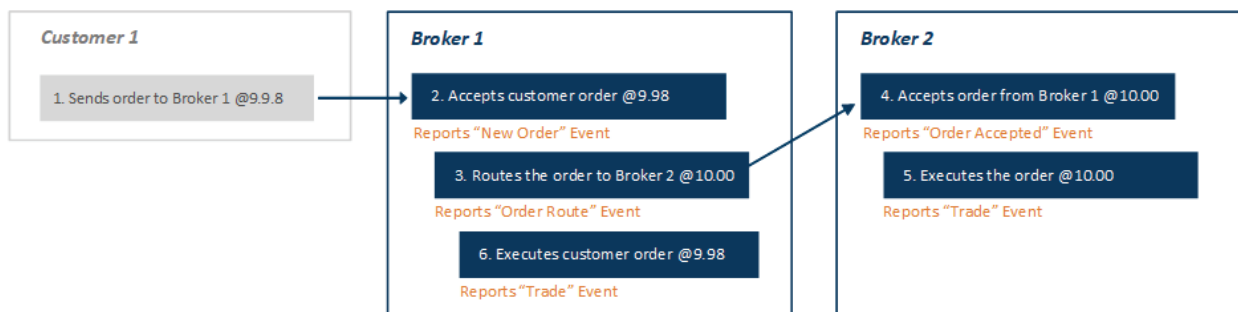 Customer 1
1. Sends order to Broker 1 @9.9.8
Broker 1
2. Accepts customer order @9.98
Reports “New Order” Event
3. Routes the order to Broker 2 @10.00
Reports “Order Route” Event
6. Executes customer order @9.98
Reports “Trade” Event
Broker 2
4. Accepts order from Broker 1 @10.00
Reports “Order Accepted” Event
5. Executes the order @10.00
Reports “Trade” Event